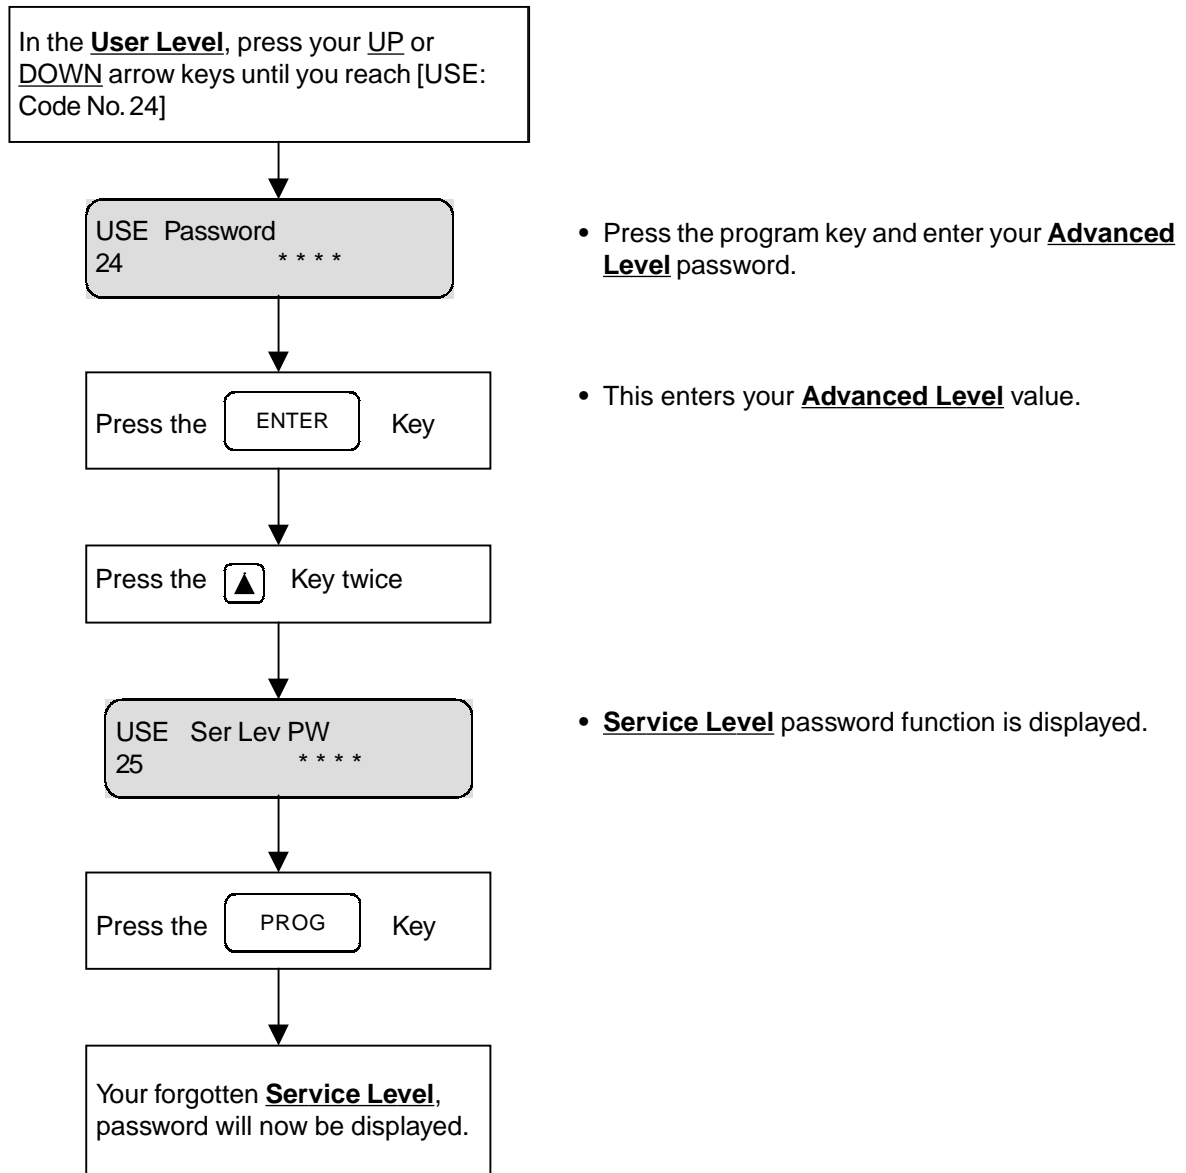 In the User Level, press your UP or
DOWN arrow keys until you reach [USE:
Code No. 24]
USE Password
24 * * * *
• Press the program key and enter your Advanced
Level password.
Press the ENTER Key
• This enters your Advanced Level value.
Press the ▲ Key twice
USE Ser Lev PW
25 * * * *
• Service Level password function is displayed.
Press the PROG Key
Your forgotten Service Level,
password will now be displayed.